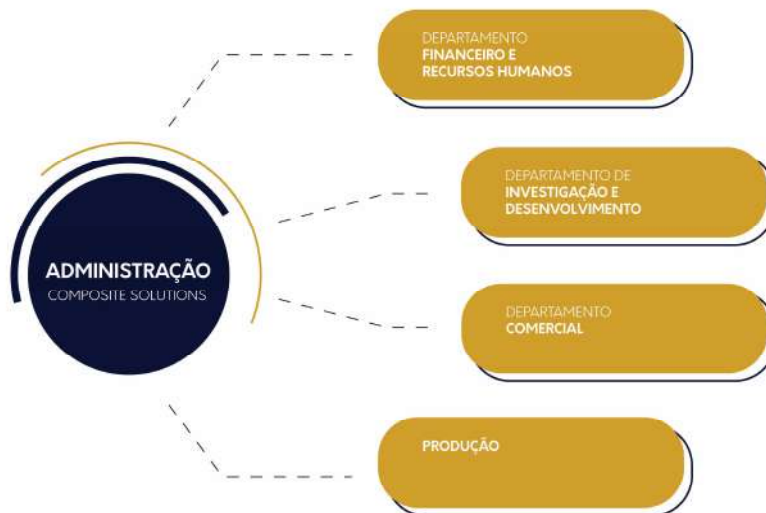 DEPARTAMENTO
FINANCEIRO E
RECURSOS HUMANOS
DEPARTAMENTO DE
INVESTIGAÇÃO E
DESENVOLVIMENTO
ADMINISTRAÇÃO
COMPOSITE SOLUTIONS
DEPARTAMENTO
COMERCIAL
PRODUÇÃO